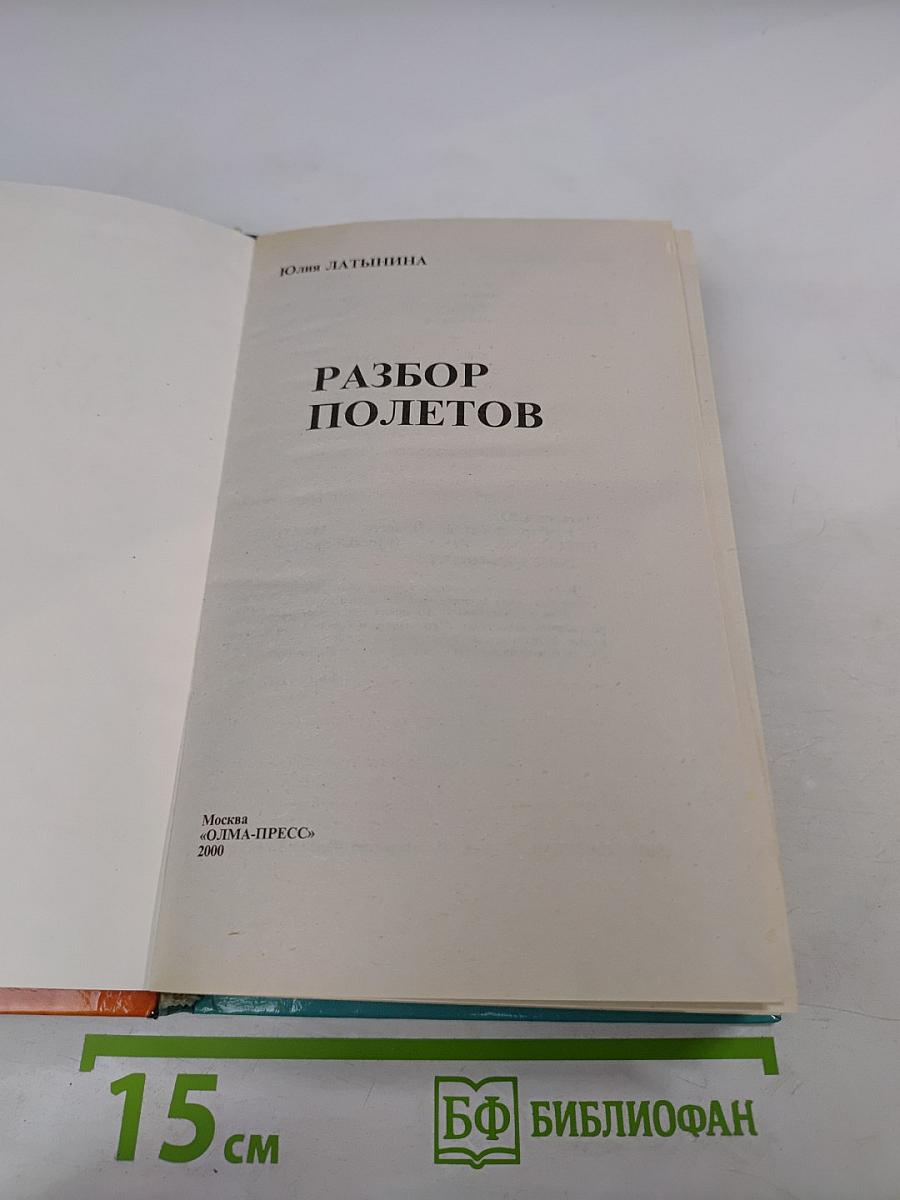 Юлия ЛАТЫНИНА
РАЗБОР
ПОЛЕТОВ
Москва
«ОЛМА-ПРЕСС»
2000
15 см
БФ БИБЛИОФАН